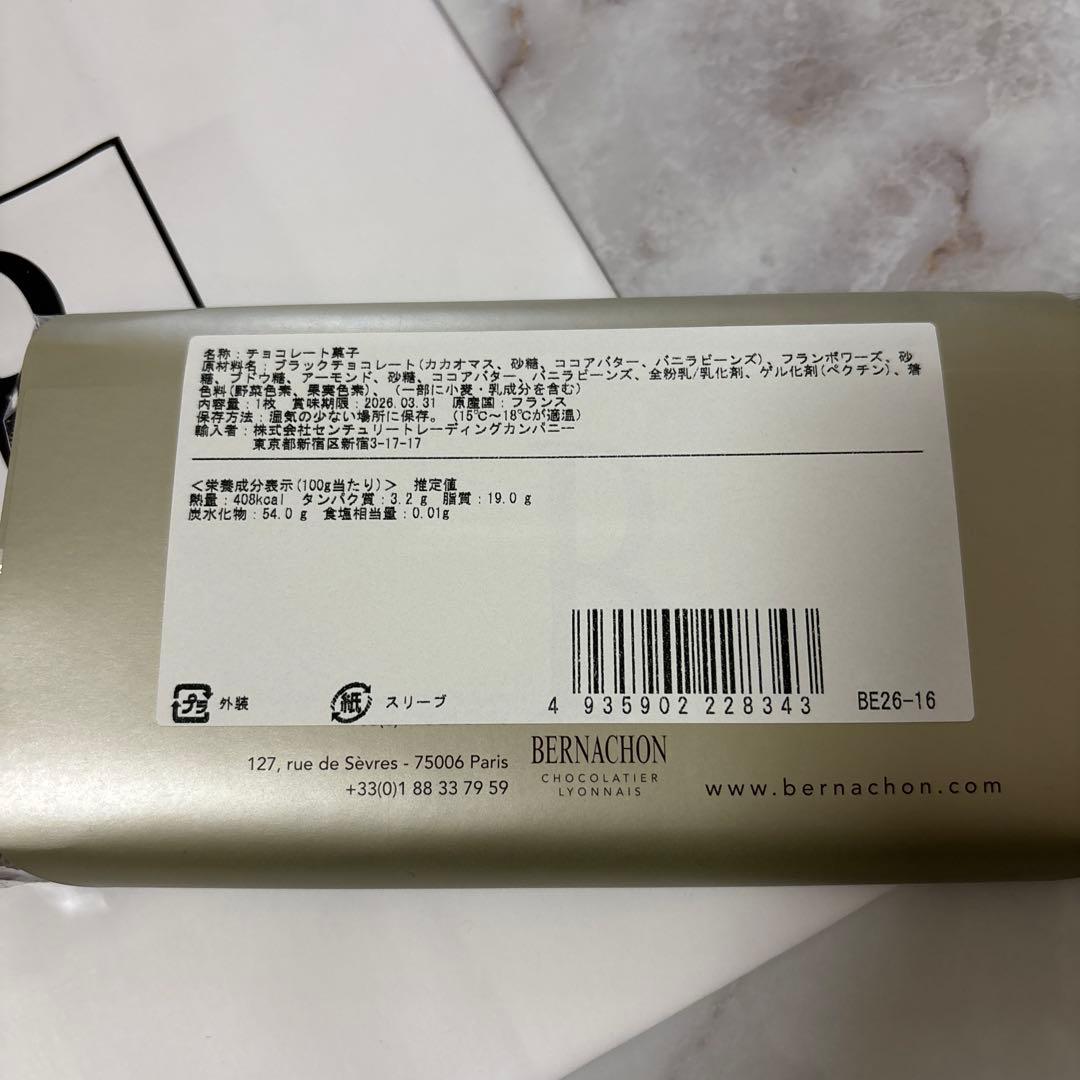 名称：チョコレート菓子
原材料名：ブラックチョコレート(カカオマス、砂糖、ココアバター、バニラビーンズ)、フランボワーズ、砂
糖、ブドウ糖、アーモンド、砂糖、ココアバター、バニラビーンズ、全粉乳/乳化剤、ゲル化剤(ペクチン)、着
色料(野菜色素、果実色素)、(一部に小麦・乳成分を含む)
内容量：1枚 賞味期限：2026.03.31 原産国：フランス
保存方法：湿気の少ない場所に保存。(15℃～18℃が適温)
輸入者：株式会社センチュリートレーディングカンパニー
東京都新宿区新宿3-17-17
＜栄養成分表示(100g当たり)＞ 推定値
熱量：408kcal タンパク質：3.2g 脂質：19.0g
炭水化物：54.0g 食塩相当量：0.01g
プラ 外装
紙 スリーブ
4 935902 228343
BE26-16
127, rue de Sèvres - 75006 Paris
+33(0)1 88 33 79 59
BERNACHON
CHOCOLATIER
LYONNAIS
www.bernachon.com